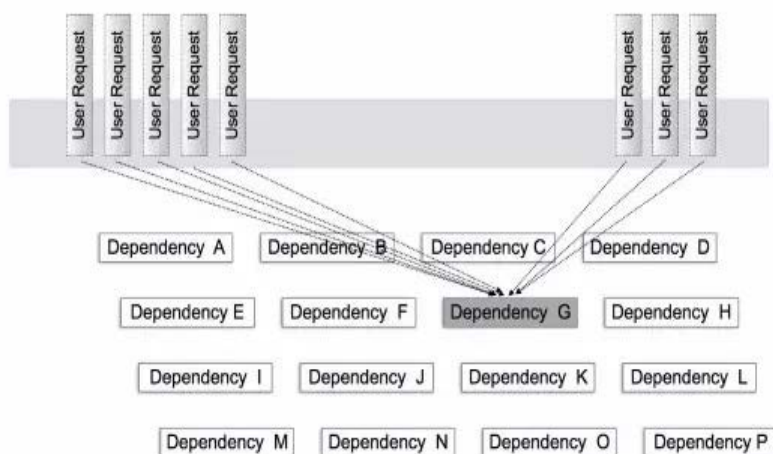 User Request
User Request
User Request
User Request
User Request
User Request
User Request
User Request
Dependency A
Dependency B
Dependency C
Dependency D
Dependency E
Dependency F
Dependency G
Dependency H
Dependency I
Dependency J
Dependency K
Dependency L
Dependency M
Dependency N
Dependency O
Dependency P